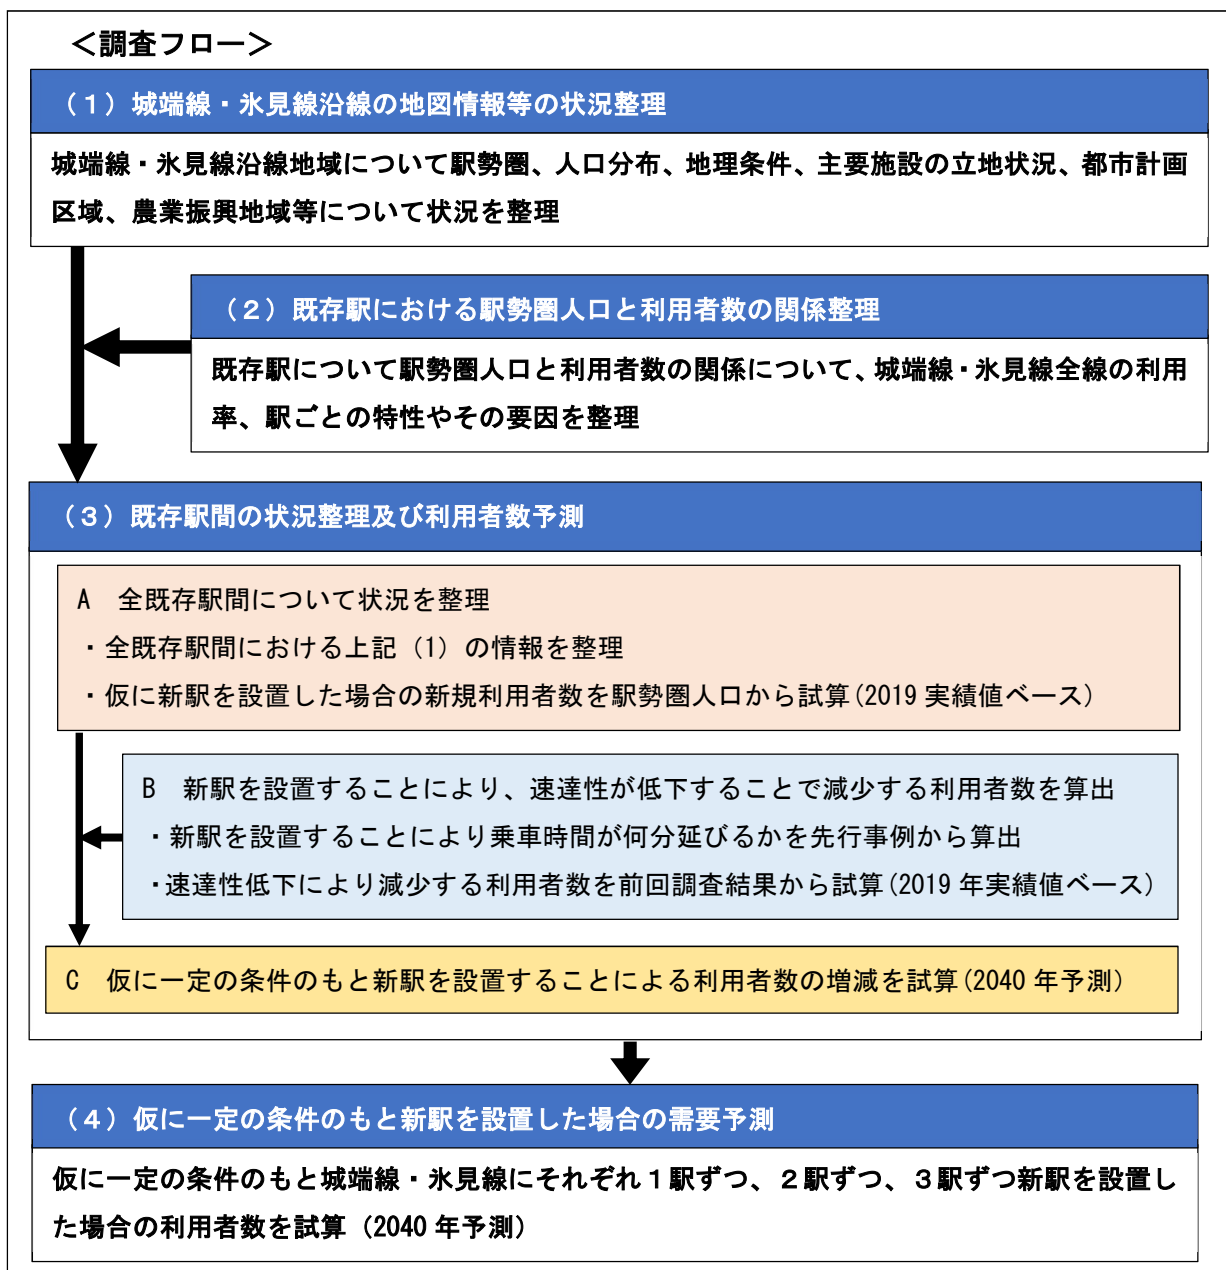 ＜調査フロー＞
（１）城端線・氷見線沿線の地図情報等の状況整理
城端線・氷見線沿線地域について駅勢圏、人口分布、地理条件、主要施設の立地状況、都市計画
区域、農業振興地域等について状況を整理
（２）既存駅における駅勢圏人口と利用者数の関係整理
既存駅について駅勢圏人口と利用者数の関係について、城端線・氷見線全線の利用
率、駅ごとの特性やその要因を整理
（３）既存駅間の状況整理及び利用者数予測
A　全既存駅間について状況を整理
・全既存駅間における上記（1）の情報を整理
・仮に新駅を設置した場合の新規利用者数を駅勢圏人口から試算(2019 実績値ベース)
B　新駅を設置することにより、速達性が低下することで減少する利用者数を算出
・新駅を設置することにより乗車時間が何分延びるかを先行事例から算出
・速達性低下により減少する利用者数を前回調査結果から試算(2019 年実績値ベース)
C　仮に一定の条件のもと新駅を設置することによる利用者数の増減を試算(2040 年予測)
（４）仮に一定の条件のもと新駅を設置した場合の需要予測
仮に一定の条件のもと城端線・氷見線にそれぞれ１駅ずつ、２駅ずつ、３駅ずつ新駅を設置し
た場合の利用者数を試算（2040 年予測）